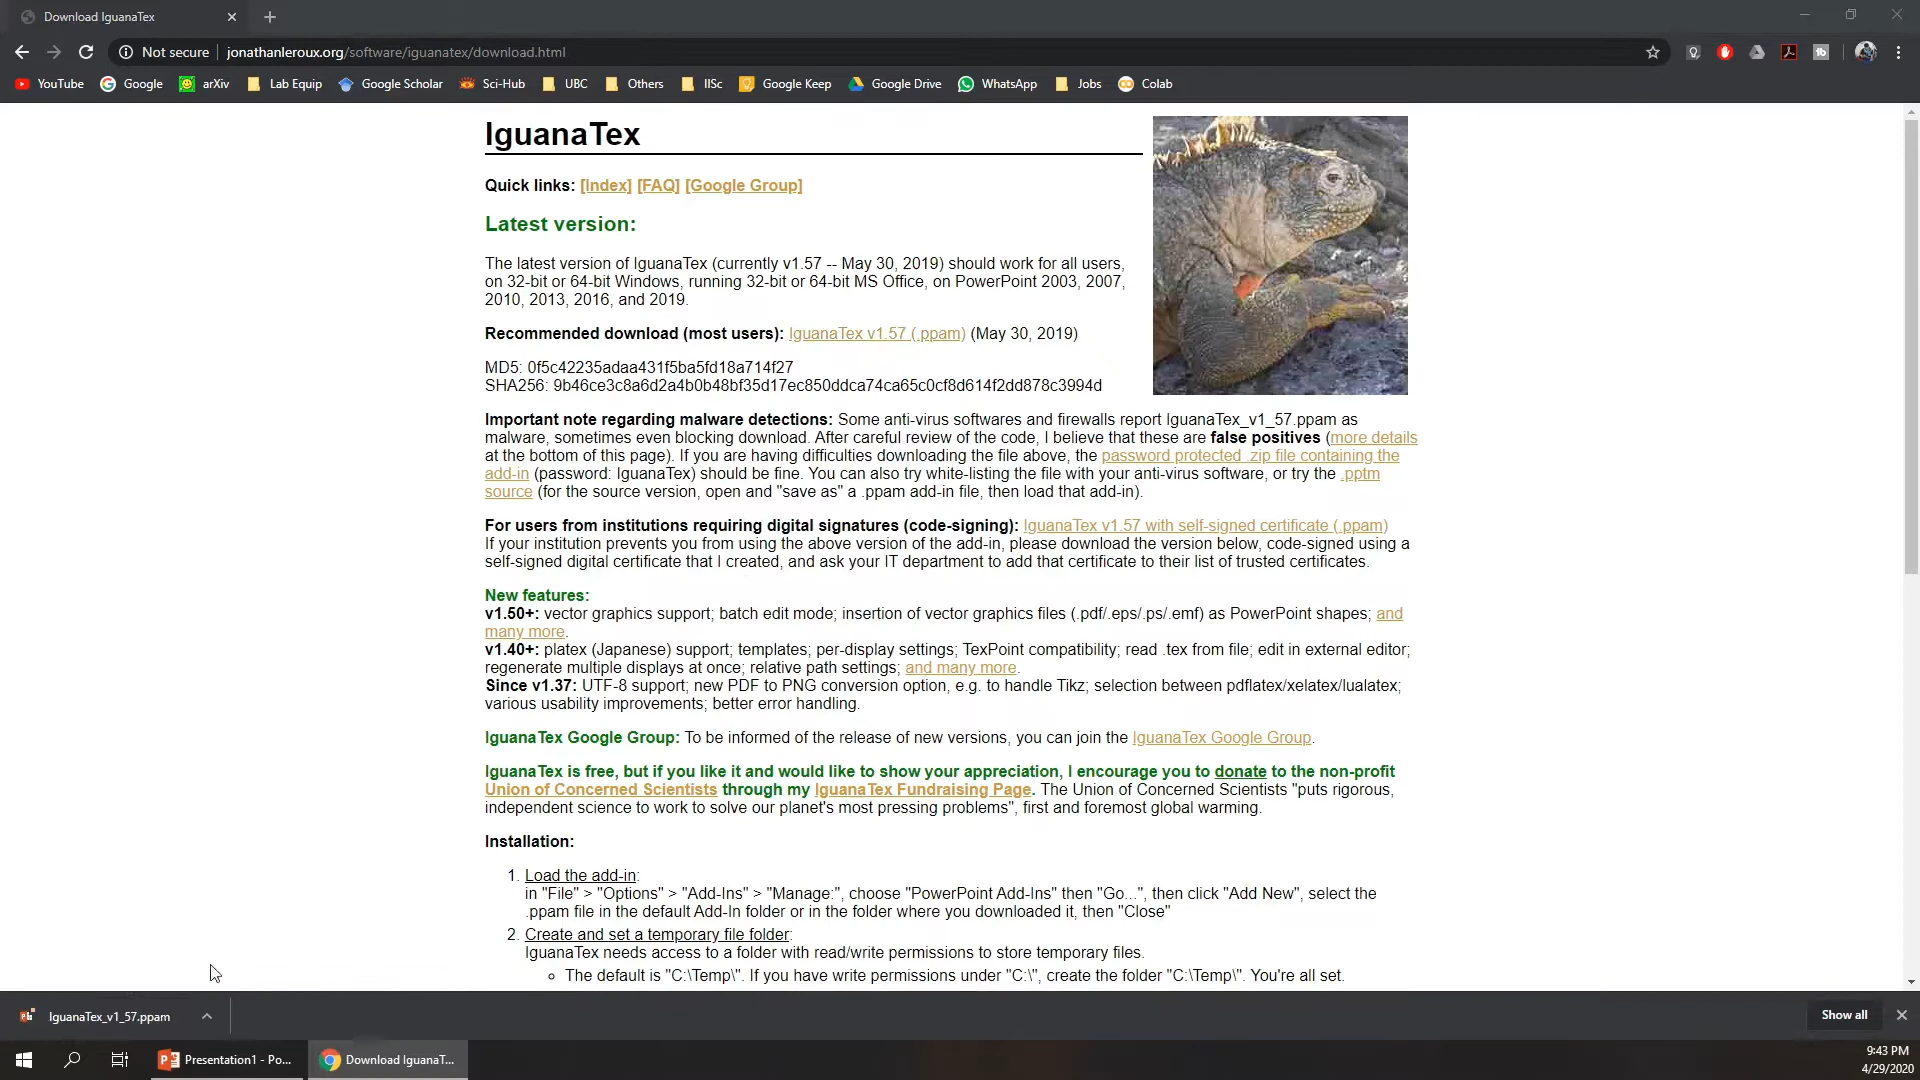 Download IguanaTex
Not secure jonathanleroux.org/software/iguanatex/download.html
YouTube Google arXiv Lab Equip Google Scholar Sci-Hub UBC Others IISc Google Keep Google Drive WhatsApp Jobs Colab
IguanaTex
Quick links: [Index] [FAQ] [Google Group]
Latest version:
The latest version of IguanaTex (currently v1.57 -- May 30, 2019) should work for all users,
on 32-bit or 64-bit Windows, running 32-bit or 64-bit MS Office, on PowerPoint 2003, 2007,
2010, 2013, 2016, and 2019.
Recommended download (most users): IguanaTex v1.57 (.ppam) (May 30, 2019)
MD5: 0f5c42235adaa431f5ba5fd18a714f27
SHA256: 9b46ce3c8a6d2a4b0b48bf35d17ec850ddca74ca65c0cf8d614f2dd878c3994d
Important note regarding malware detections: Some anti-virus softwares and firewalls report IguanaTex_v1_57.ppam as
malware, sometimes even blocking download. After careful review of the code, I believe that these are false positives (more details
at the bottom of this page). If you are having difficulties downloading the file above, the password protected .zip file containing the
add-in (password: IguanaTex) should be fine. You can also try white-listing the file with your anti-virus software, or try the .pptm
source (for the source version, open and "save as" a .ppam add-in file, then load that add-in).
For users from institutions requiring digital signatures (code-signing): IguanaTex v1.57 with self-signed certificate (.ppam)
If your institution prevents you from using the above version of the add-in, please download the version below, code-signed using a
self-signed digital certificate that I created, and ask your IT department to add that certificate to their list of trusted certificates.
New features:
v1.50+: vector graphics support; batch edit mode; insertion of vector graphics files (.pdf/.eps/.ps/.emf) as PowerPoint shapes; and
many more.
v1.40+: platex (Japanese) support; templates; per-display settings; TexPoint compatibility; read .tex from file; edit in external editor;
regenerate multiple displays at once; relative path settings; and many more.
Since v1.37: UTF-8 support; new PDF to PNG conversion option, e.g. to handle Tikz; selection between pdflatex/xelatex/lualatex;
various usability improvements; better error handling.
IguanaTex Google Group: To be informed of the release of new versions, you can join the IguanaTex Google Group.
IguanaTex is free, but if you like it and would like to show your appreciation, I encourage you to donate to the non-profit
Union of Concerned Scientists through my IguanaTex Fundraising Page. The Union of Concerned Scientists "puts rigorous,
independent science to work to solve our planet's most pressing problems", first and foremost global warming.
Installation:
1. Load the add-in:
in "File" > "Options" > "Add-Ins" > "Manage:", choose "PowerPoint Add-Ins" then "Go...", then click "Add New", select the
.ppam file in the default Add-In folder or in the folder where you downloaded it, then "Close"
2. Create and set a temporary file folder:
IguanaTex needs access to a folder with read/write permissions to store temporary files.
The default is "C:\Temp\". If you have write permissions under "C:\", create the folder "C:\Temp\". You're all set.
IguanaTex_v1_57.ppam
Show all
Presentation1 - Po...
Download IguanaT...
9:43 PM
4/29/2020